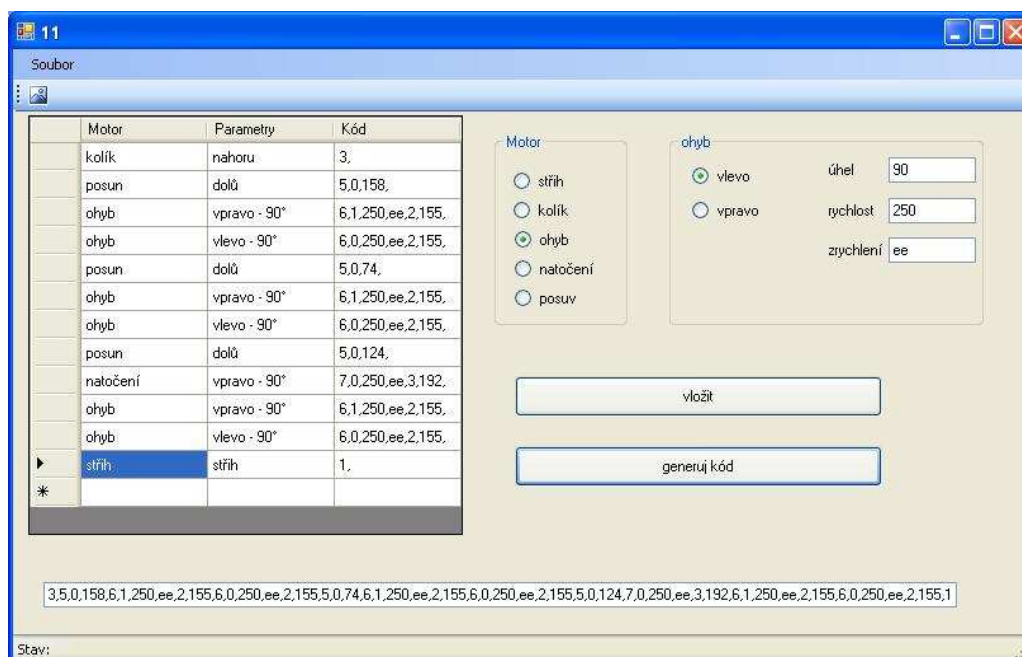 11
Soubor
Motor Parametry Kód
kolík nahoru 3,
posun dolů 5,0,158,
ohyb vpravo - 90° 6,1,250,ee,2,155,
ohyb vlevo - 90° 6,0,250,ee,2,155,
posun dolů 5,0,74,
ohyb vpravo - 90° 6,1,250,ee,2,155,
ohyb vlevo - 90° 6,0,250,ee,2,155,
posun dolů 5,0,124,
natočení vpravo - 90° 7,0,250,ee,3,192,
ohyb vpravo - 90° 6,1,250,ee,2,155,
ohyb vlevo - 90° 6,0,250,ee,2,155,
střih střih 1,
Motor
střih
kolík
ohyb
natočení
posuv
ohyb
vlevo
vpravo
úhel 90
rychlost 250
zrychlení ee
vložit
generuj kód
3,5,0,158,6,1,250,ee,2,155,6,0,250,ee,2,155,5,0,74,6,1,250,ee,2,155,6,0,250,ee,2,155,5,0,124,7,0,250,ee,3,192,6,1,250,ee,2,155,6,0,250,ee,2,155,1
Stav: